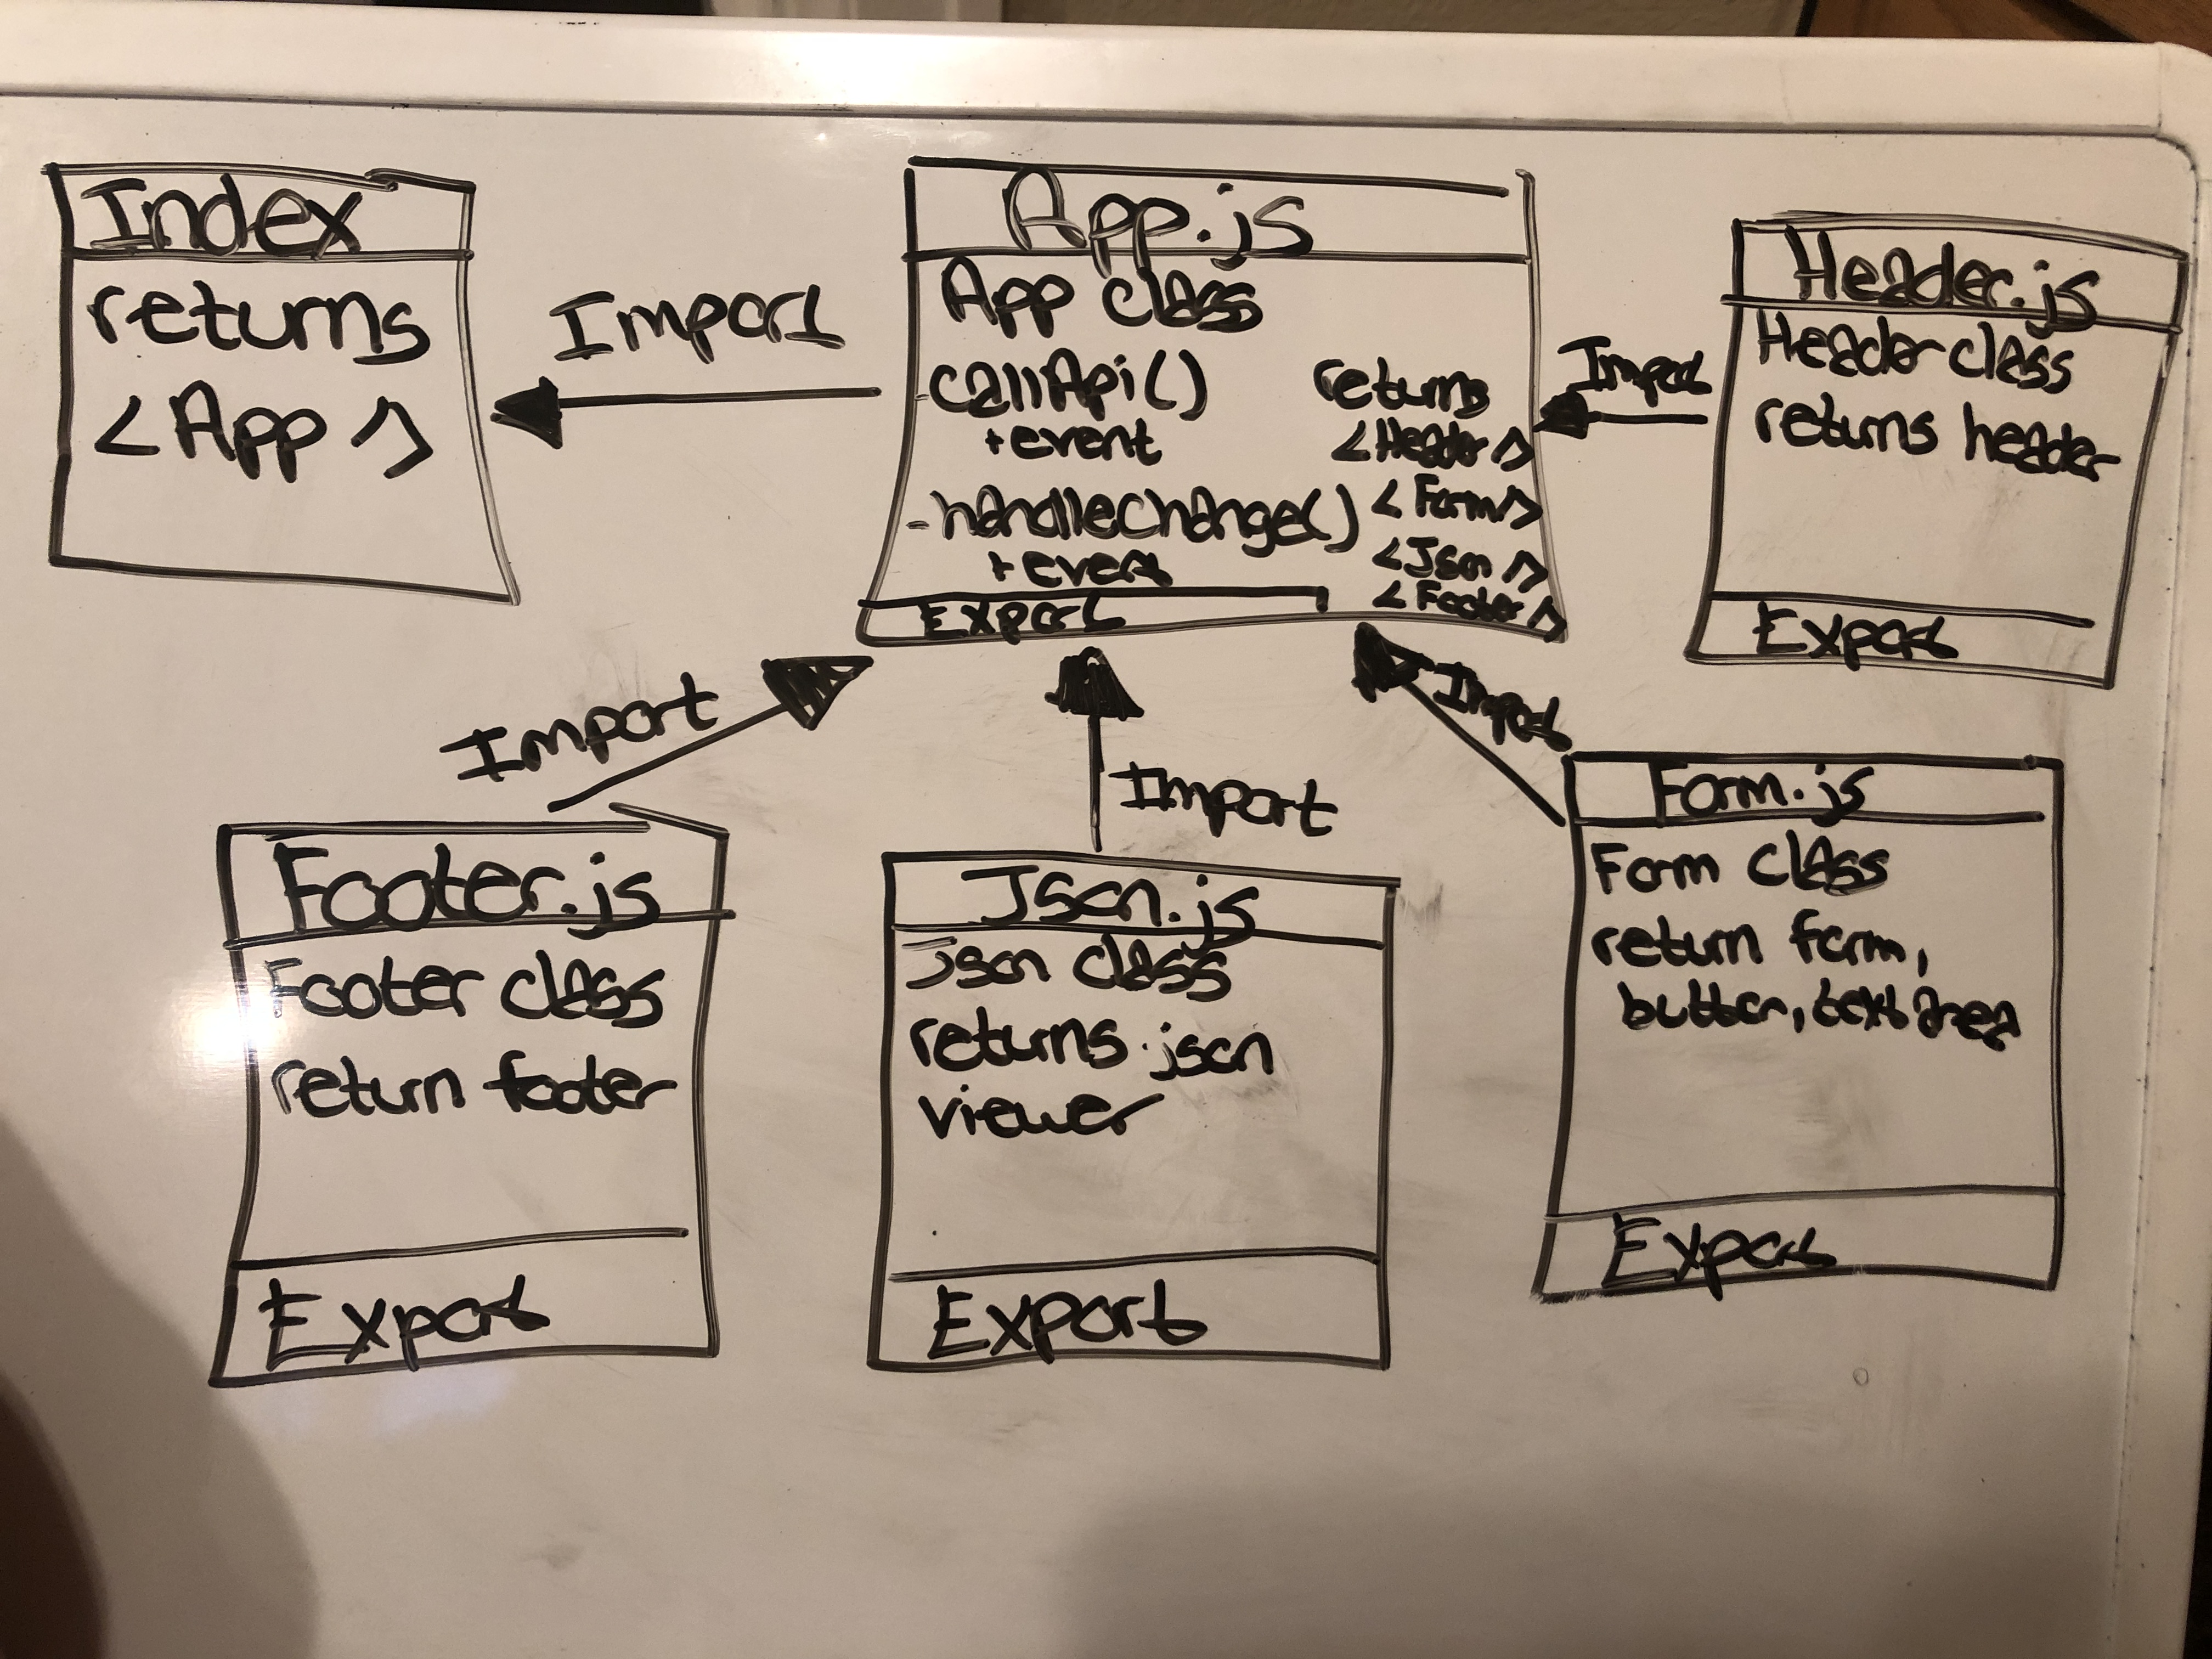 Index
returns
<App />
Import
App.js
App class
- callApi()
+ event
- handleChange()
+ event
returns
<Header />
<Form />
<Json />
<Footer />
Export
Import
Header.js
Header class
returns header
Export
Import
Footer.js
Footer class
return footer
Export
Import
Json.js
json class
returns json
viewer
Export
Import
Form.js
Form class
return form,
button, textarea
Export